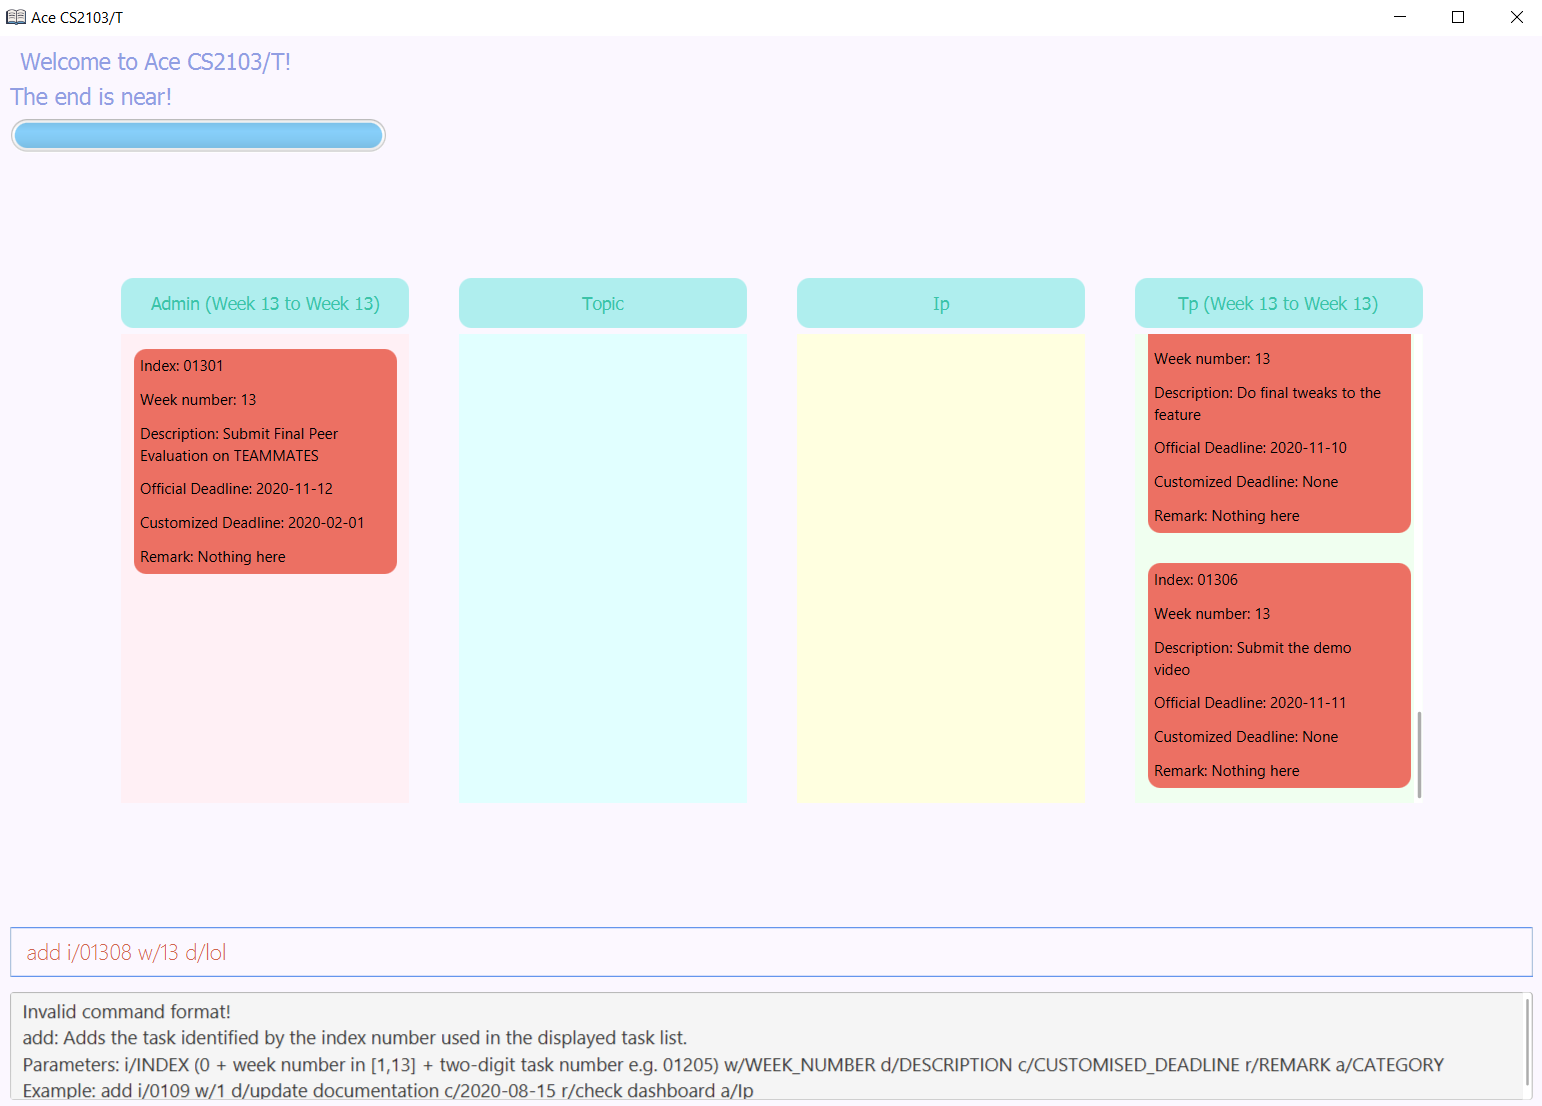 Ace CS2103/T
Welcome to Ace CS2103/T!
The end is near!
Admin (Week 13 to Week 13)
Index: 01301
Week number: 13
Description: Submit Final Peer
Evaluation on TEAMMATES
Official Deadline: 2020-11-12
Customized Deadline: 2020-02-01
Remark: Nothing here
Topic
Ip
Tp (Week 13 to Week 13)
Week number: 13
Description: Do final tweaks to the
feature
Official Deadline: 2020-11-10
Customized Deadline: None
Remark: Nothing here
Index: 01306
Week number: 13
Description: Submit the demo
video
Official Deadline: 2020-11-11
Customized Deadline: None
Remark: Nothing here
add i/01308 w/13 d/lol
Invalid command format!
add: Adds the task identified by the index number used in the displayed task list.
Parameters: i/INDEX (0 + week number in [1,13] + two-digit task number e.g. 01205) w/WEEK_NUMBER d/DESCRIPTION c/CUSTOMISED_DEADLINE r/REMARK a/CATEGORY
Example: add i/0109 w/1 d/update documentation c/2020-08-15 r/check dashboard a/Ip